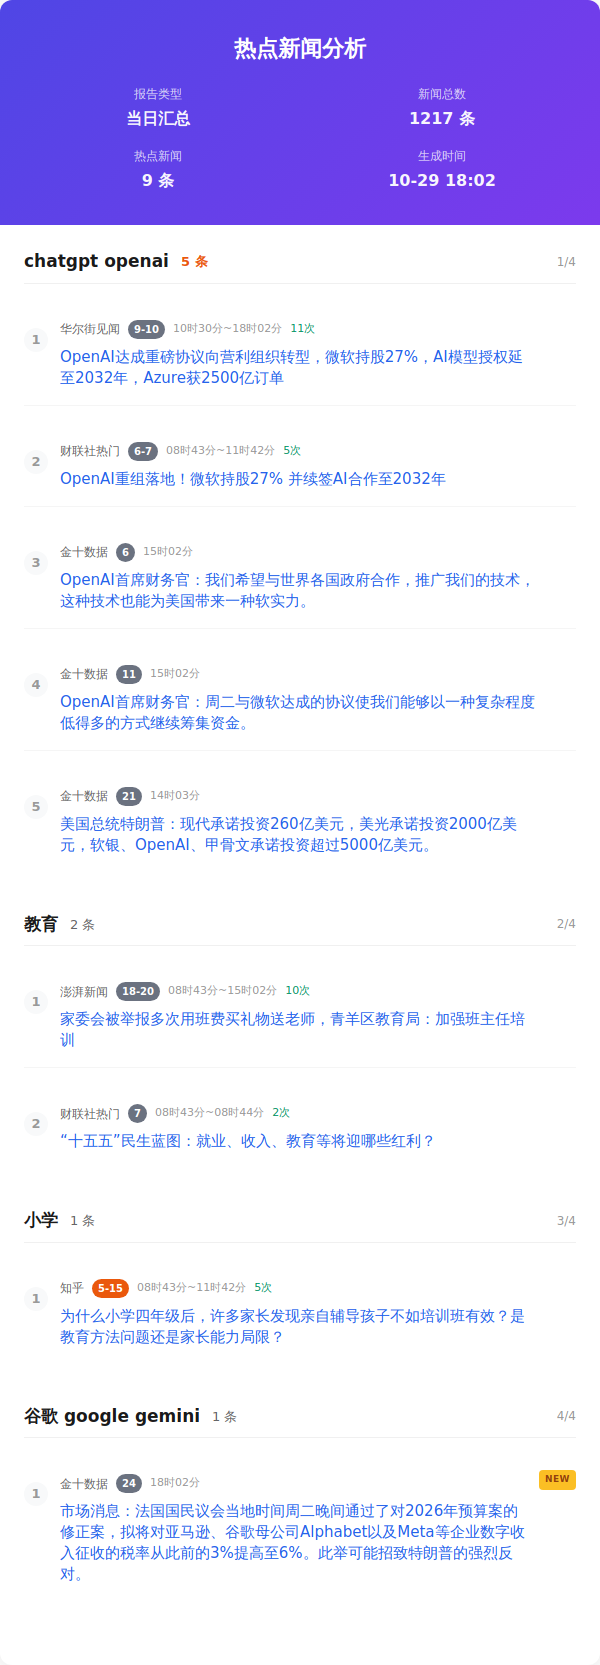 热点新闻分析
报告类型
新闻总数
当日汇总
1217 条
热点新闻
生成时间
9 条
10-29 18:02
chatgpt openai 5 条 1/4
1
华尔街见闻 9-10 10时30分~18时02分 11次
OpenAI达成重磅协议向营利组织转型，微软持股27%，AI模型授权延
至2032年，Azure获2500亿订单
2
财联社热门 6-7 08时43分~11时42分 5次
OpenAI重组落地！微软持股27% 并续签AI合作至2032年
3
金十数据 6 15时02分
OpenAI首席财务官：我们希望与世界各国政府合作，推广我们的技术，
这种技术也能为美国带来一种软实力。
4
金十数据 11 15时02分
OpenAI首席财务官：周二与微软达成的协议使我们能够以一种复杂程度
低得多的方式继续筹集资金。
5
金十数据 21 14时03分
美国总统特朗普：现代承诺投资260亿美元，美光承诺投资2000亿美
元，软银、OpenAI、甲骨文承诺投资超过5000亿美元。
教育 2 条 2/4
1
澎湃新闻 18-20 08时43分~15时02分 10次
家委会被举报多次用班费买礼物送老师，青羊区教育局：加强班主任培
训
2
财联社热门 7 08时43分~08时44分 2次
“十五五”民生蓝图：就业、收入、教育等将迎哪些红利？
小学 1 条 3/4
1
知乎 5-15 08时43分~11时42分 5次
为什么小学四年级后，许多家长发现亲自辅导孩子不如培训班有效？是
教育方法问题还是家长能力局限？
谷歌 google gemini 1 条 4/4
1
金十数据 24 18时02分 NEW
市场消息：法国国民议会当地时间周二晚间通过了对2026年预算案的
修正案，拟将对亚马逊、谷歌母公司Alphabet以及Meta等企业数字收
入征收的税率从此前的3%提高至6%。此举可能招致特朗普的强烈反
对。